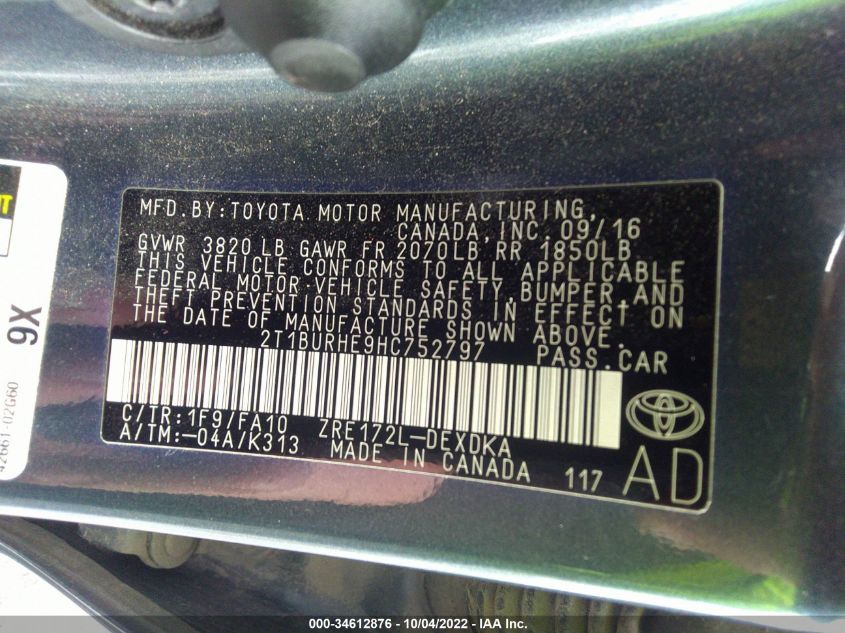 MFD.BY:TOYOTA MOTOR MANUFACTURING,
CANADA,INC. 09/16
GVWR 3820 LB GAWR FR 2070LB RR 1850LB
THIS VEHICLE CONFORMS TO ALL APPLICABLE
FEDERAL MOTOR-VEHICLE SAFETY,BUMPER,AND
THEFT PREVENTION STANDARDS IN EFFECT ON
THE DATE OF MANUFACTURE SHOWN ABOVE.
2T1BURHE9HC752797 PASS.CAR
C/TR:1F9/FA10 ZRE172L-DEXDKA
A/TM:-04A/K313 MADE IN CANADA 117
AD
9X
42661-02G60
000-34612876 - 10/04/2022 - IAA Inc.